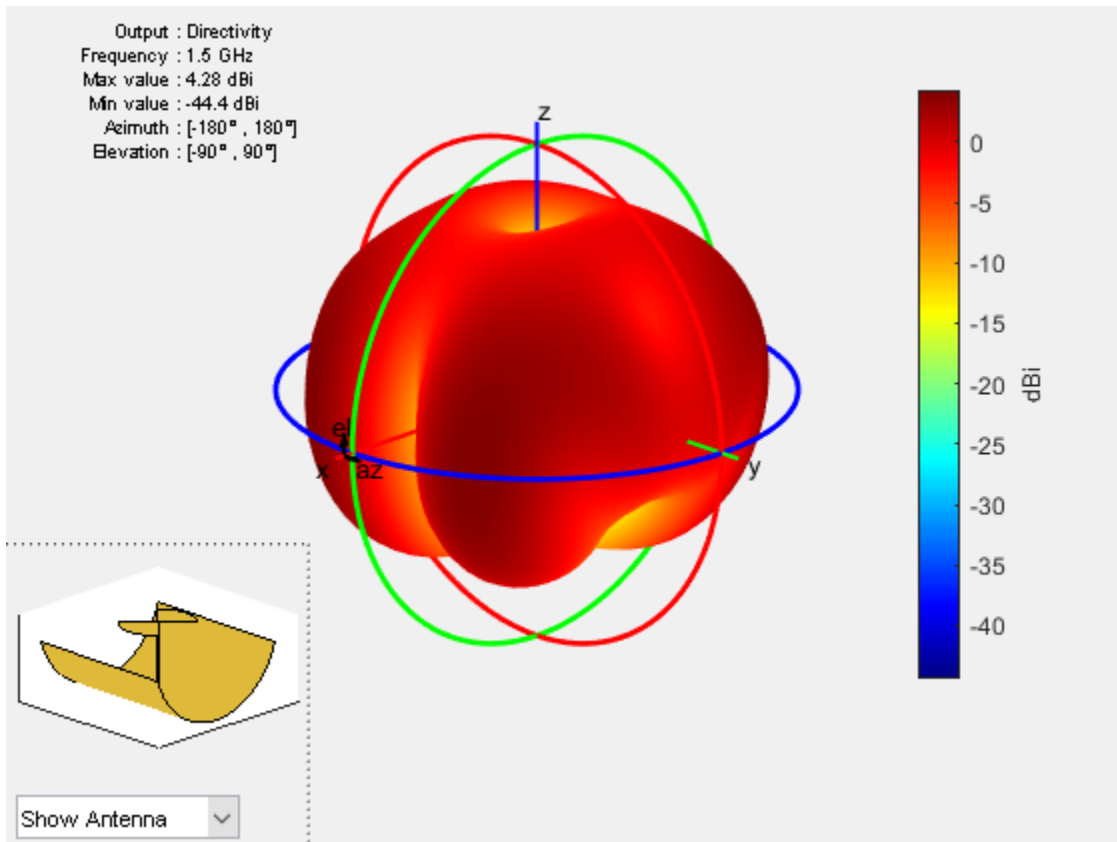 Output : Directivity
Frequency : 1.5 GHz
Max value : 4.28 dBi
Min value : -44.4 dBi
Azimuth : [-180° , 180°]
Elevation : [-90° , 90°]
z
el
x
az
y
0
-5
-10
-15
-20
-25
-30
-35
-40
dBi
Show Antenna